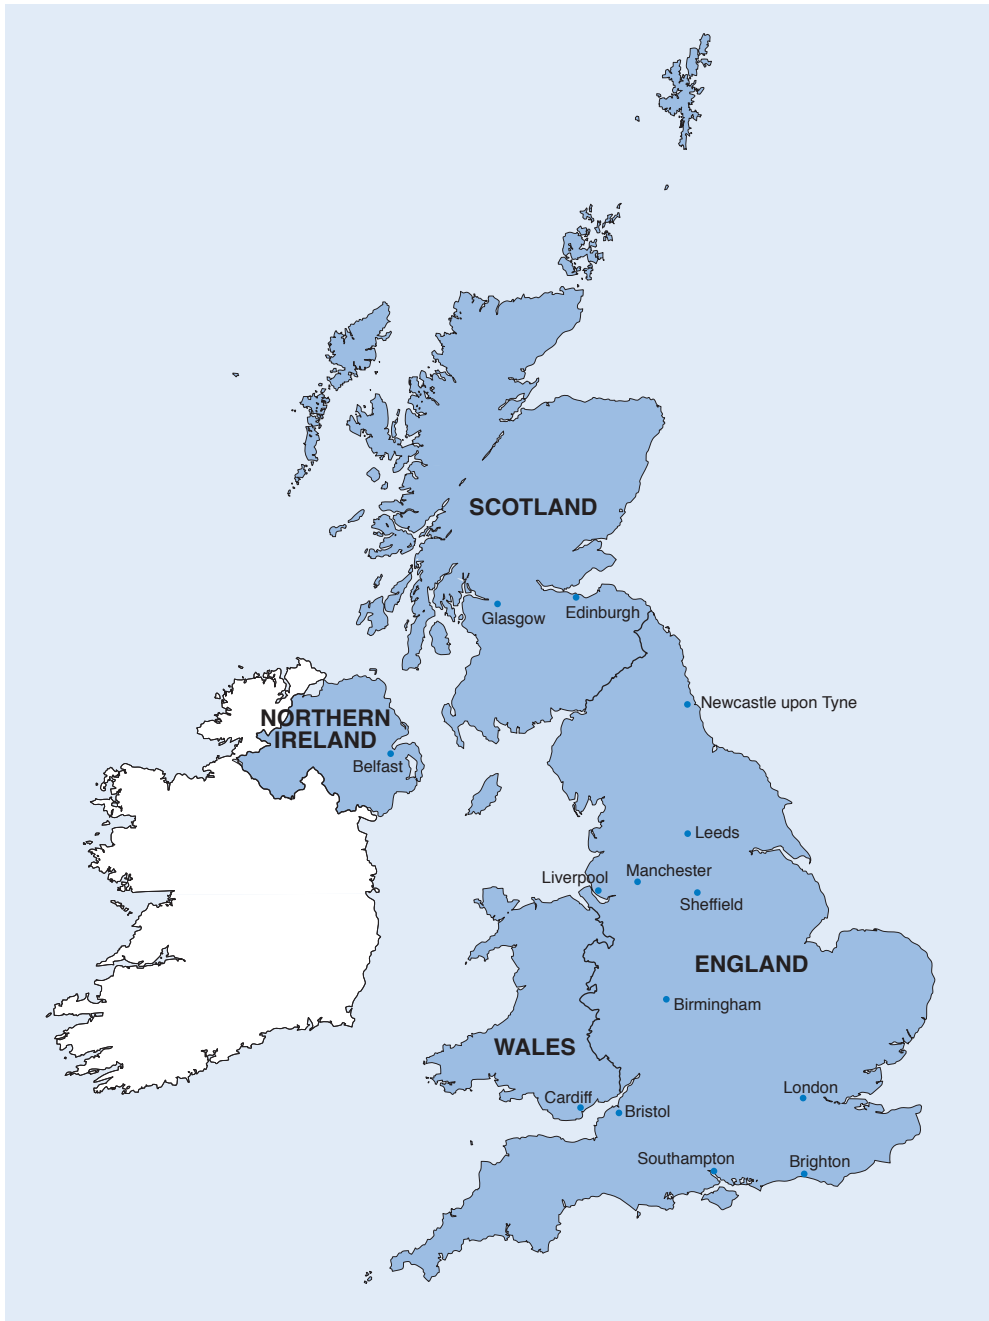 SCOTLAND
Glasgow
Edinburgh
Newcastle upon Tyne
NORTHERN
IRELAND
Belfast
Leeds
Liverpool
Manchester
Sheffield
ENGLAND
Birmingham
WALES
Cardiff
Bristol
London
Southampton
Brighton